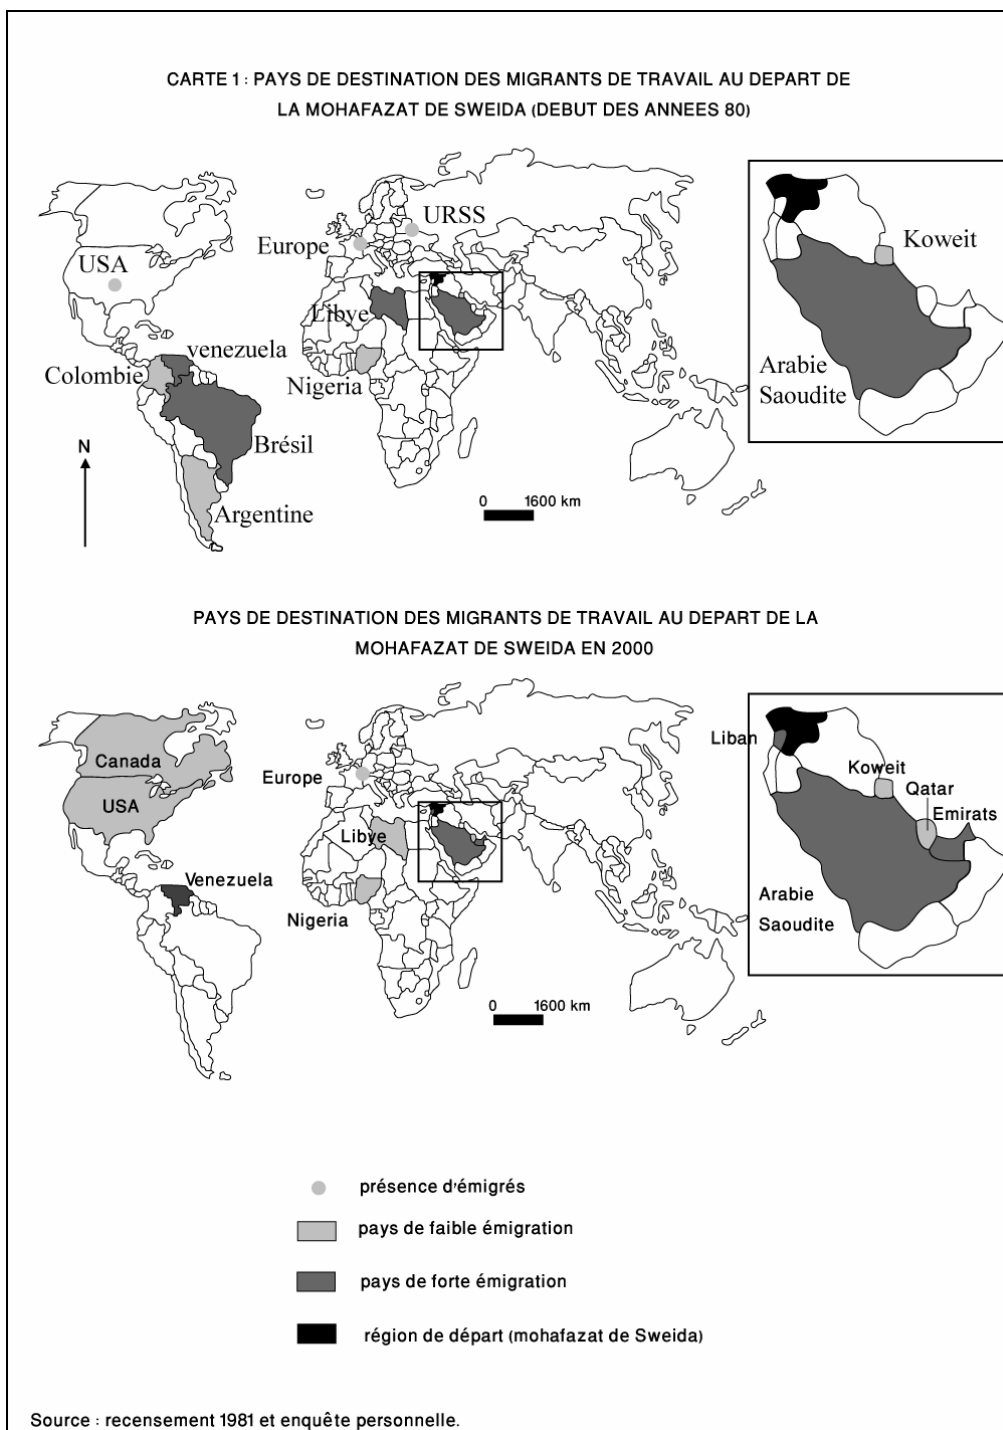 CARTE 1 : PAYS DE DESTINATION DES MIGRANTS DE TRAVAIL AU DEPART DE
LA MOHAFAZAT DE SWEIDA (DEBUT DES ANNEES 80)
URSS
Europe
USA
Libye
venezuela
Colombie
Nigeria
Brésil
Argentine
N
0 1600 km
Koweit
Arabie
Saoudite
PAYS DE DESTINATION DES MIGRANTS DE TRAVAIL AU DEPART DE LA
MOHAFAZAT DE SWEIDA EN 2000
Canada
USA
Europe
Libye
Venezuela
Nigeria
0 1600 km
Liban
Koweit
Qatar
Emirats
Arabie
Saoudite
présence d'émigrés
pays de faible émigration
pays de forte émigration
région de départ (mohafazat de Sweida)
Source : recensement 1981 et enquête personnelle.